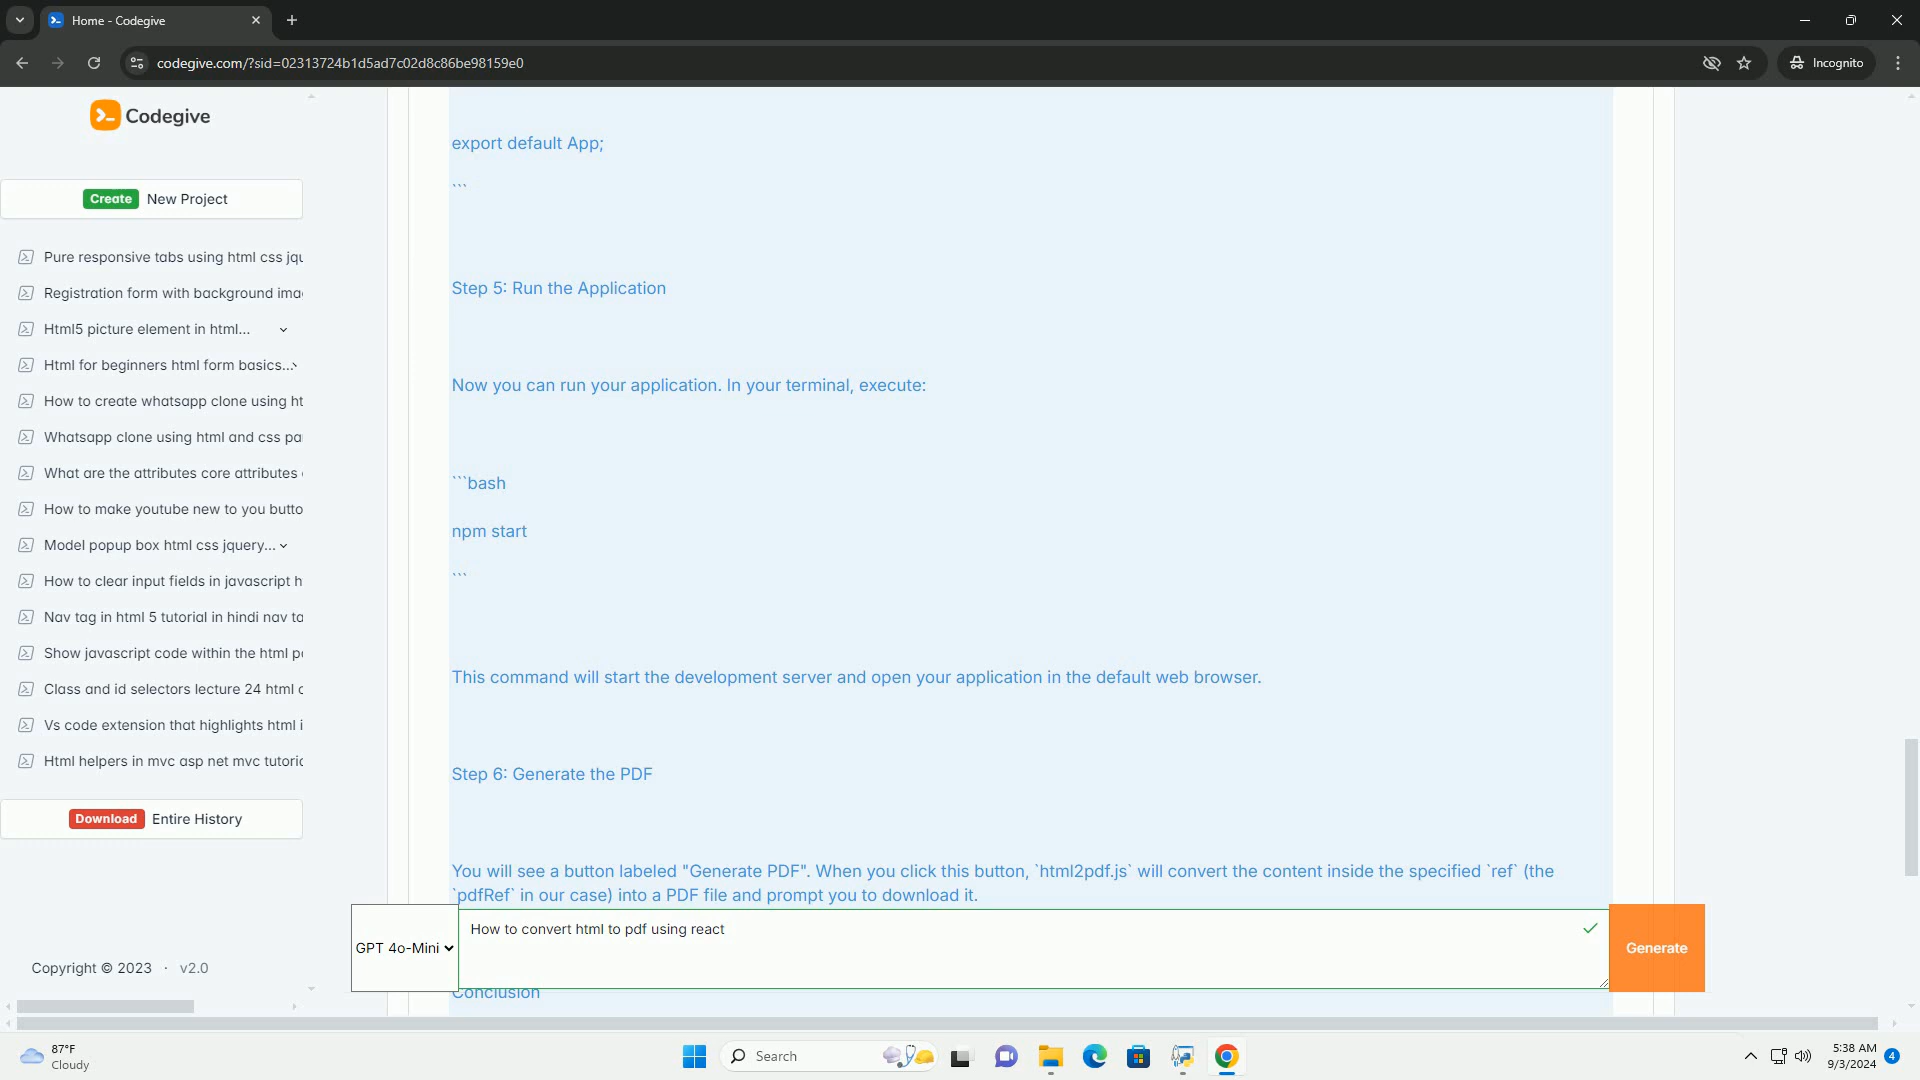 Home - Codegive
codegive.com/?sid=02313724b1d5ad7c02d8c86be98159e0
Incognito
Codegive
Create New Project
Pure responsive tabs using html css jqu
Registration form with background ima
Html5 picture element in html...
Html for beginners html form basics...
How to create whatsapp clone using ht
Whatsapp clone using html and css pa
What are the attributes core attributes
How to make youtube new to you butto
Model popup box html css jquery...
How to clear input fields in javascript h
Nav tag in html 5 tutorial in hindi nav ta
Show javascript code within the html p
Class and id selectors lecture 24 html c
Vs code extension that highlights html i
Html helpers in mvc asp net mvc tutoria
Download Entire History
Copyright © 2023 · v2.0
export default App;
```
Step 5: Run the Application
Now you can run your application. In your terminal, execute:
```bash
npm start
```
This command will start the development server and open your application in the default web browser.
Step 6: Generate the PDF
You will see a button labeled "Generate PDF". When you click this button, `html2pdf.js` will convert the content inside the specified `ref` (the
`pdfRef` in our case) into a PDF file and prompt you to download it.
GPT 4o-Mini
How to convert html to pdf using react
Generate
Conclusion
87°F
Cloudy
Search
5:38 AM
9/3/2024
4